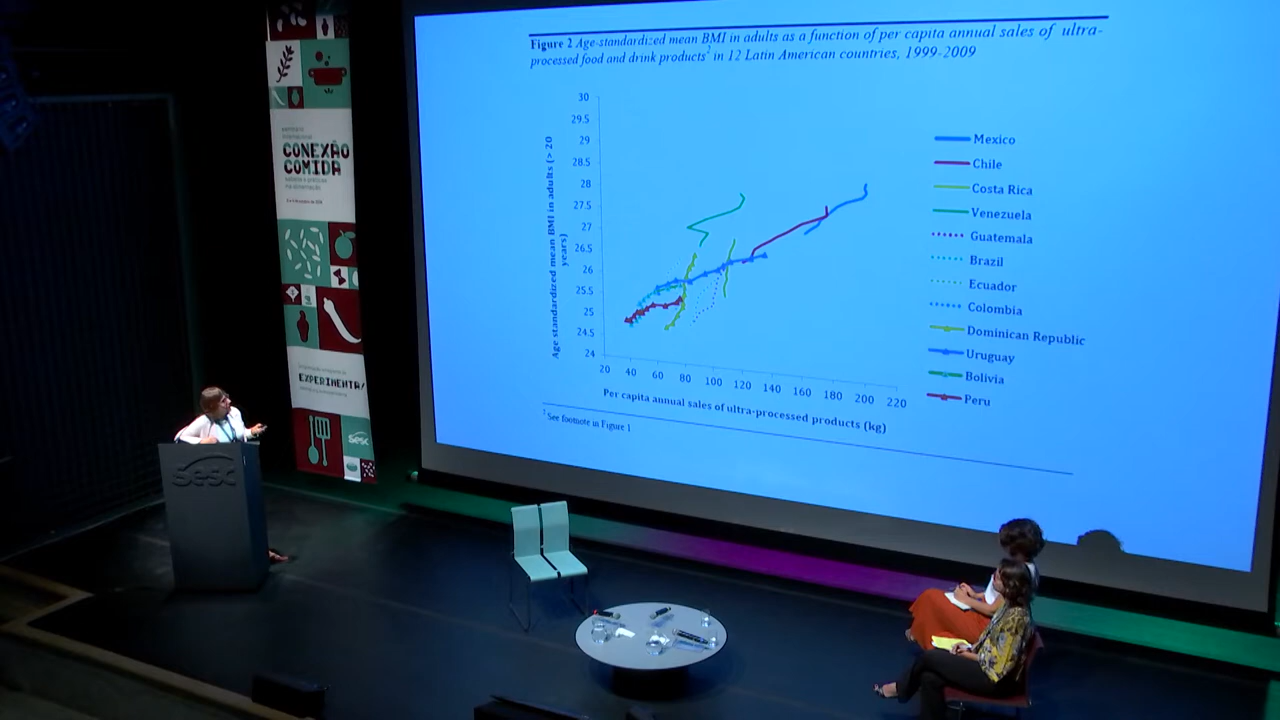 Figure 2 Age-standardized mean BMI in adults as a function of per capita annual sales of ultra-
processed food and drink products² in 12 Latin American countries, 1999-2009
30
29.5
29
28.5
28
27.5
27
26.5
26
25.5
25
24.5
24
Age standardized mean BMI in adults (> 20
years)
20 40 60 80 100 120 140 160 180 200 220
Per capita annual sales of ultra-processed products (kg)
Mexico
Chile
Costa Rica
Venezuela
Guatemala
Brazil
Ecuador
Colombia
Dominican Republic
Uruguay
Bolivia
Peru
See footnote in Figure 1
CONEXÃO
COMIDA
EXPERIMENTA!
sesc
sesc